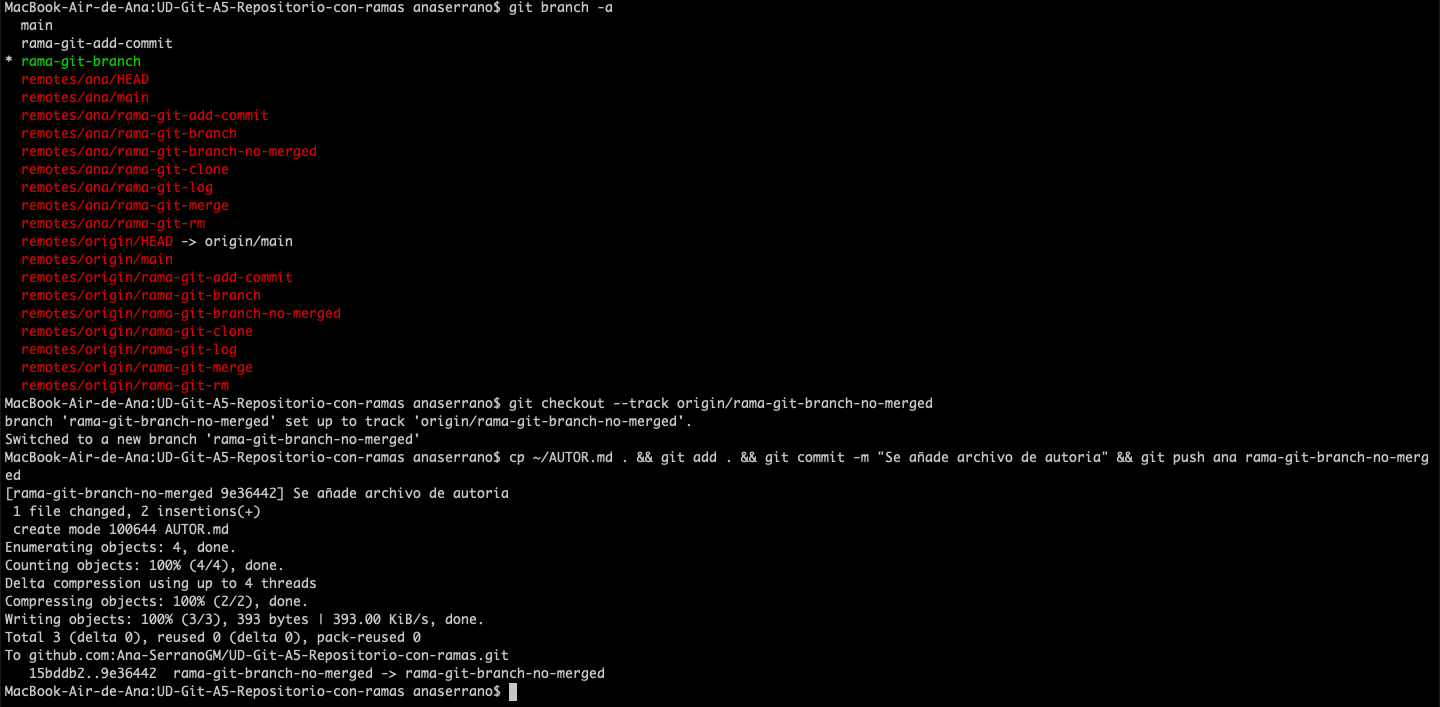 MacBook-Air-de-Ana:UD-Git-A5-Repositorio-con-ramas anaserrano$ git branch -a
  main
  rama-git-add-commit
* rama-git-branch
  remotes/ana/HEAD
  remotes/ana/main
  remotes/ana/rama-git-add-commit
  remotes/ana/rama-git-branch
  remotes/ana/rama-git-branch-no-merged
  remotes/ana/rama-git-clone
  remotes/ana/rama-git-log
  remotes/ana/rama-git-merge
  remotes/ana/rama-git-rm
  remotes/origin/HEAD -> origin/main
  remotes/origin/main
  remotes/origin/rama-git-add-commit
  remotes/origin/rama-git-branch
  remotes/origin/rama-git-branch-no-merged
  remotes/origin/rama-git-clone
  remotes/origin/rama-git-log
  remotes/origin/rama-git-merge
  remotes/origin/rama-git-rm
MacBook-Air-de-Ana:UD-Git-A5-Repositorio-con-ramas anaserrano$ git checkout --track origin/rama-git-branch-no-merged
branch 'rama-git-branch-no-merged' set up to track 'origin/rama-git-branch-no-merged'.
Switched to a new branch 'rama-git-branch-no-merged'
MacBook-Air-de-Ana:UD-Git-A5-Repositorio-con-ramas anaserrano$ cp ~/AUTOR.md . && git add . && git commit -m "Se añade archivo de autoria" && git push ana rama-git-branch-no-merg
ed
[rama-git-branch-no-merged 9e36442] Se añade archivo de autoria
 1 file changed, 2 insertions(+)
 create mode 100644 AUTOR.md
Enumerating objects: 4, done.
Counting objects: 100% (4/4), done.
Delta compression using up to 4 threads
Compressing objects: 100% (2/2), done.
Writing objects: 100% (3/3), 393 bytes | 393.00 KiB/s, done.
Total 3 (delta 0), reused 0 (delta 0), pack-reused 0
To github.com:Ana-SerranoGM/UD-Git-A5-Repositorio-con-ramas.git
   15bddb2..9e36442  rama-git-branch-no-merged -> rama-git-branch-no-merged
MacBook-Air-de-Ana:UD-Git-A5-Repositorio-con-ramas anaserrano$